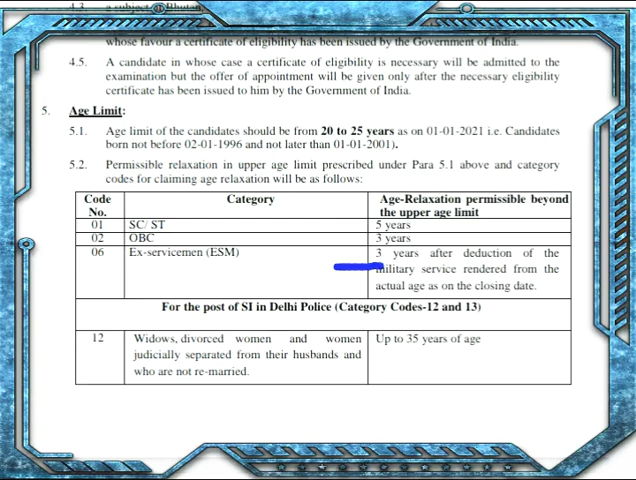 4.3. a subject of Bhutan
whose favour a certificate of eligibility has been issued by the Government of India.
4.5. A candidate in whose case a certificate of eligibility is necessary will be admitted to the
examination but the offer of appointment will be given only after the necessary eligibility
certificate has been issued to him by the Government of India.
5. Age Limit:
5.1. Age limit of the candidates should be from 20 to 25 years as on 01-01-2021 i.e. Candidates
born not before 02-01-1996 and not later than 01-01-2001).
5.2. Permissible relaxation in upper age limit prescribed under Para 5.1 above and category
codes for claiming age relaxation will be as follows:
Code No. Category Age-Relaxation permissible beyond the upper age limit
01 SC/ ST 5 years
02 OBC 3 years
06 Ex-servicemen (ESM) 3 years after deduction of the
military service rendered from the
actual age as on the closing date.
For the post of SI in Delhi Police (Category Codes-12 and 13)
12 Widows, divorced women and women Up to 35 years of age
judicially separated from their husbands and
who are not re-married.